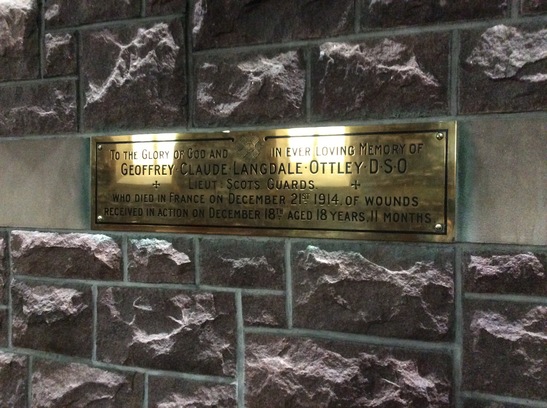 To the Glory of God and in ever loving Memory of
Geoffrey·Claude·Langdale·Ottley·D·S·O
Lieut: Scots Guards
who died in France on December 21st 1914, of wounds
received in action on December 18th aged 18 years, 11 months